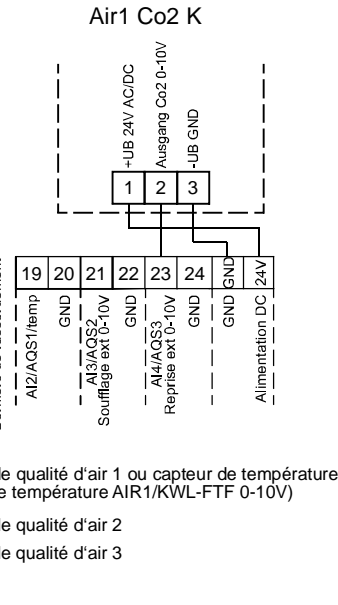 Air1 Co2 K
+UB 24V AC/DC
Ausgang Co2 0-10V
-UB GND
1 2 3
19 20 21 22 23 24 GND 24V
AI2/AQS1/temp
GND
AI3/AQS2
Soufflage ext 0-10V
GND
AI4/AQS3
Reprise ext 0-10V
GND
GND
Alimentation DC
de qualité d'air 1 ou capteur de température
température AIR1/KWL-FTF 0-10V)
de qualité d'air 2
de qualité d'air 3